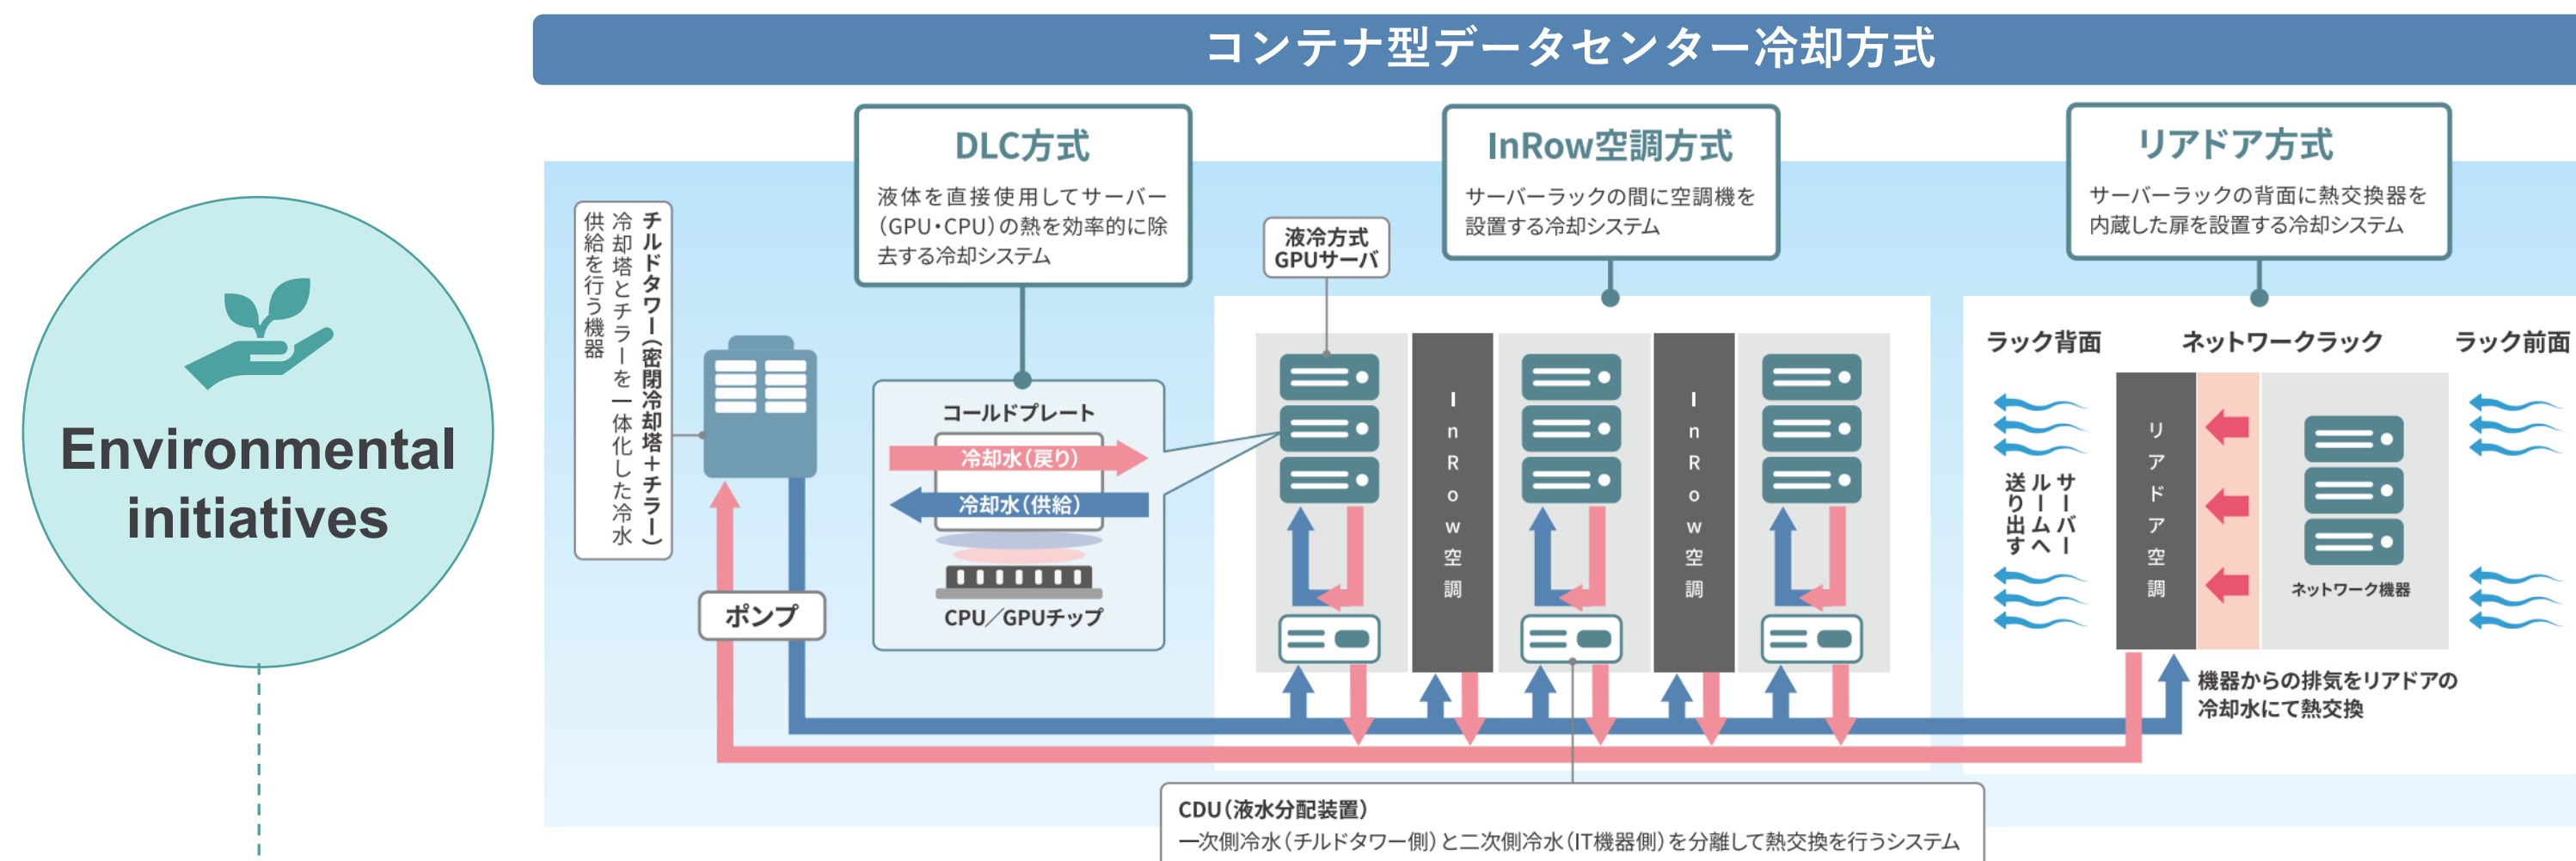 コンテナ型データセンター冷却方式
Environmental
initiatives
チルドタワー(密閉冷却塔＋チラー)
冷却塔とチラーを一体化した冷水
供給を行う機器
ポンプ
DLC方式
液体を直接使用してサーバー
(GPU・CPU)の熱を効率的に除
去する冷却システム
コールドプレート
冷却水(戻り)
冷却水(供給)
CPU／GPUチップ
液冷方式
GPUサーバ
InRow空調方式
サーバーラックの間に空調機を
設置する冷却システム
InRow空調
InRow空調
CDU(液水分配装置)
一次側冷水(チルドタワー側)と二次側冷水(IT機器側)を分離して熱交換を行うシステム
リアドア方式
サーバーラックの背面に熱交換器を
内蔵した扉を設置する冷却システム
ラック背面
ネットワークラック
ラック前面
サーバー
ルームへ
送り出す
リアドア空調
ネットワーク機器
機器からの排気をリアドアの
冷却水にて熱交換